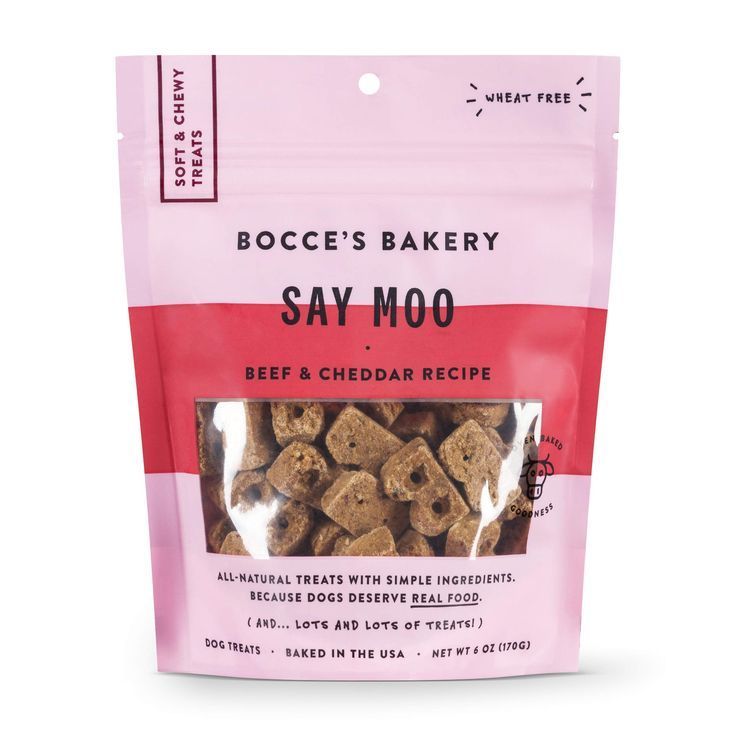 SOFT & CHEWY
TREATS
WHEAT FREE
BOCCE'S BAKERY
SAY MOO
BEEF & CHEDDAR RECIPE
BAKED
GOODNESS
ALL-NATURAL TREATS WITH SIMPLE INGREDIENTS.
BECAUSE DOGS DESERVE REAL FOOD.
(AND... LOTS AND LOTS OF TREATS!)
DOG TREATS · BAKED IN THE USA · NET WT 6 OZ (170G)